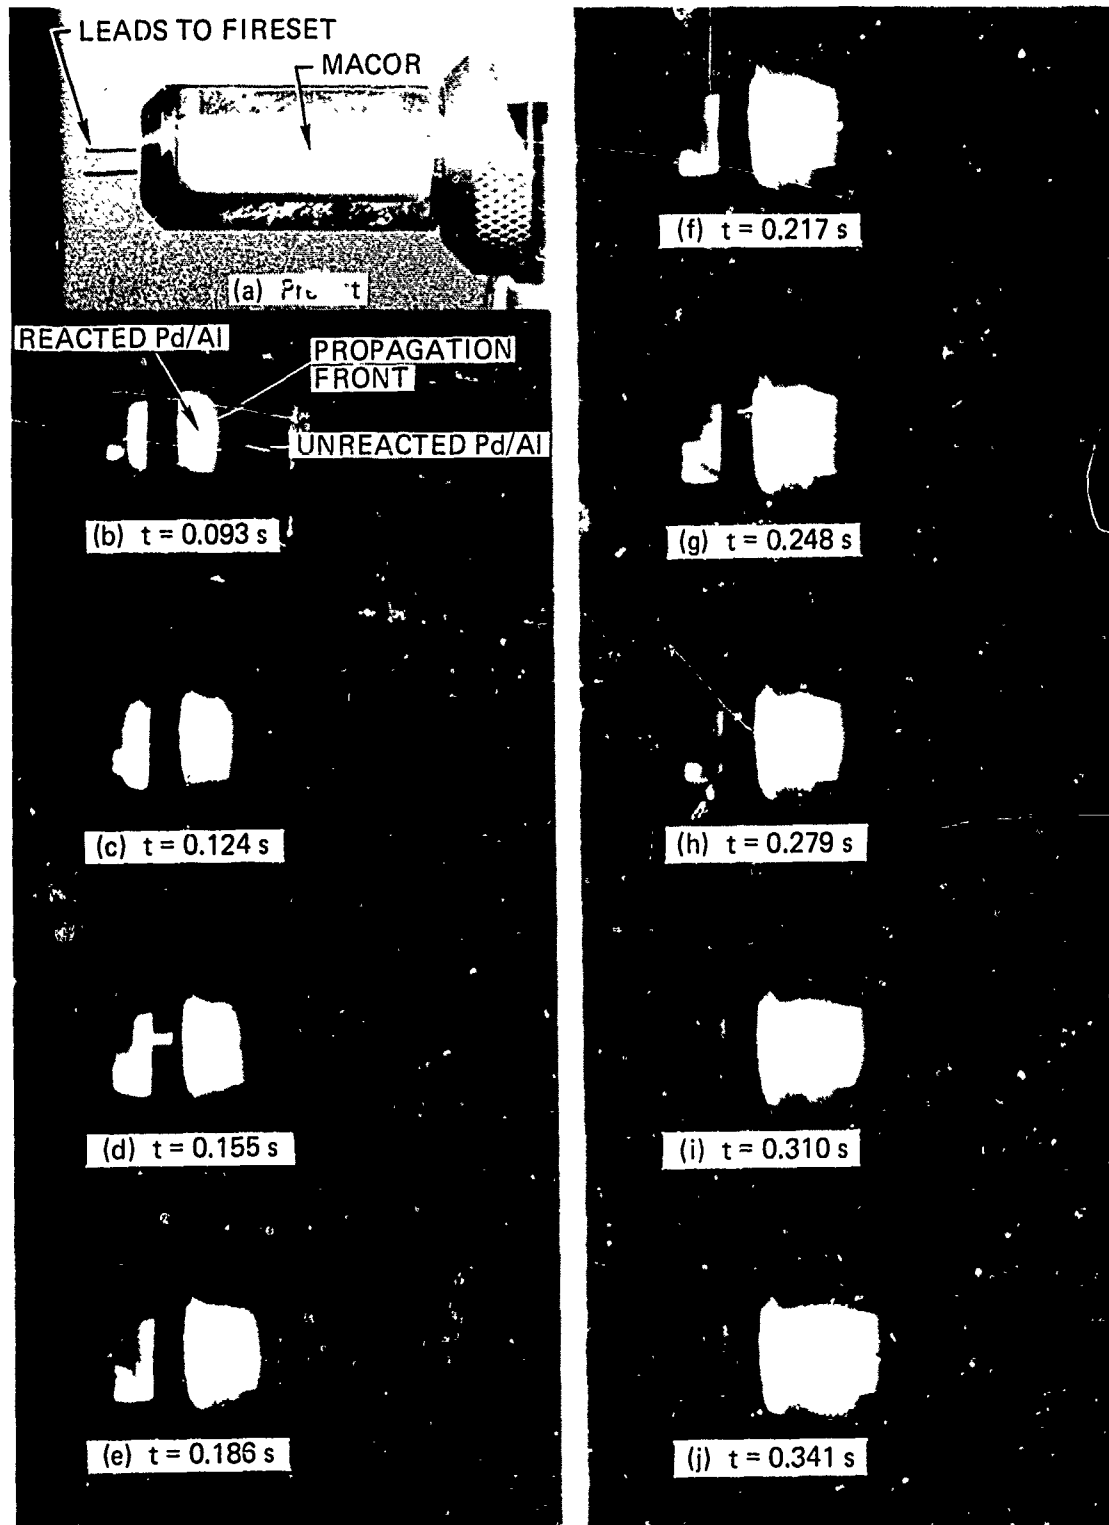 LEADS TO FIRESET
MACOR
(a)
REACTED Pd/Al
PROPAGATION
FRONT
UNREACTED Pd/Al
(b) t = 0.093 s
(c) t = 0.124 s
(d) t = 0.155 s
(e) t = 0.186 s
(f) t = 0.217 s
(g) t = 0.248 s
(h) t = 0.279 s
(i) t = 0.310 s
(j) t = 0.341 s